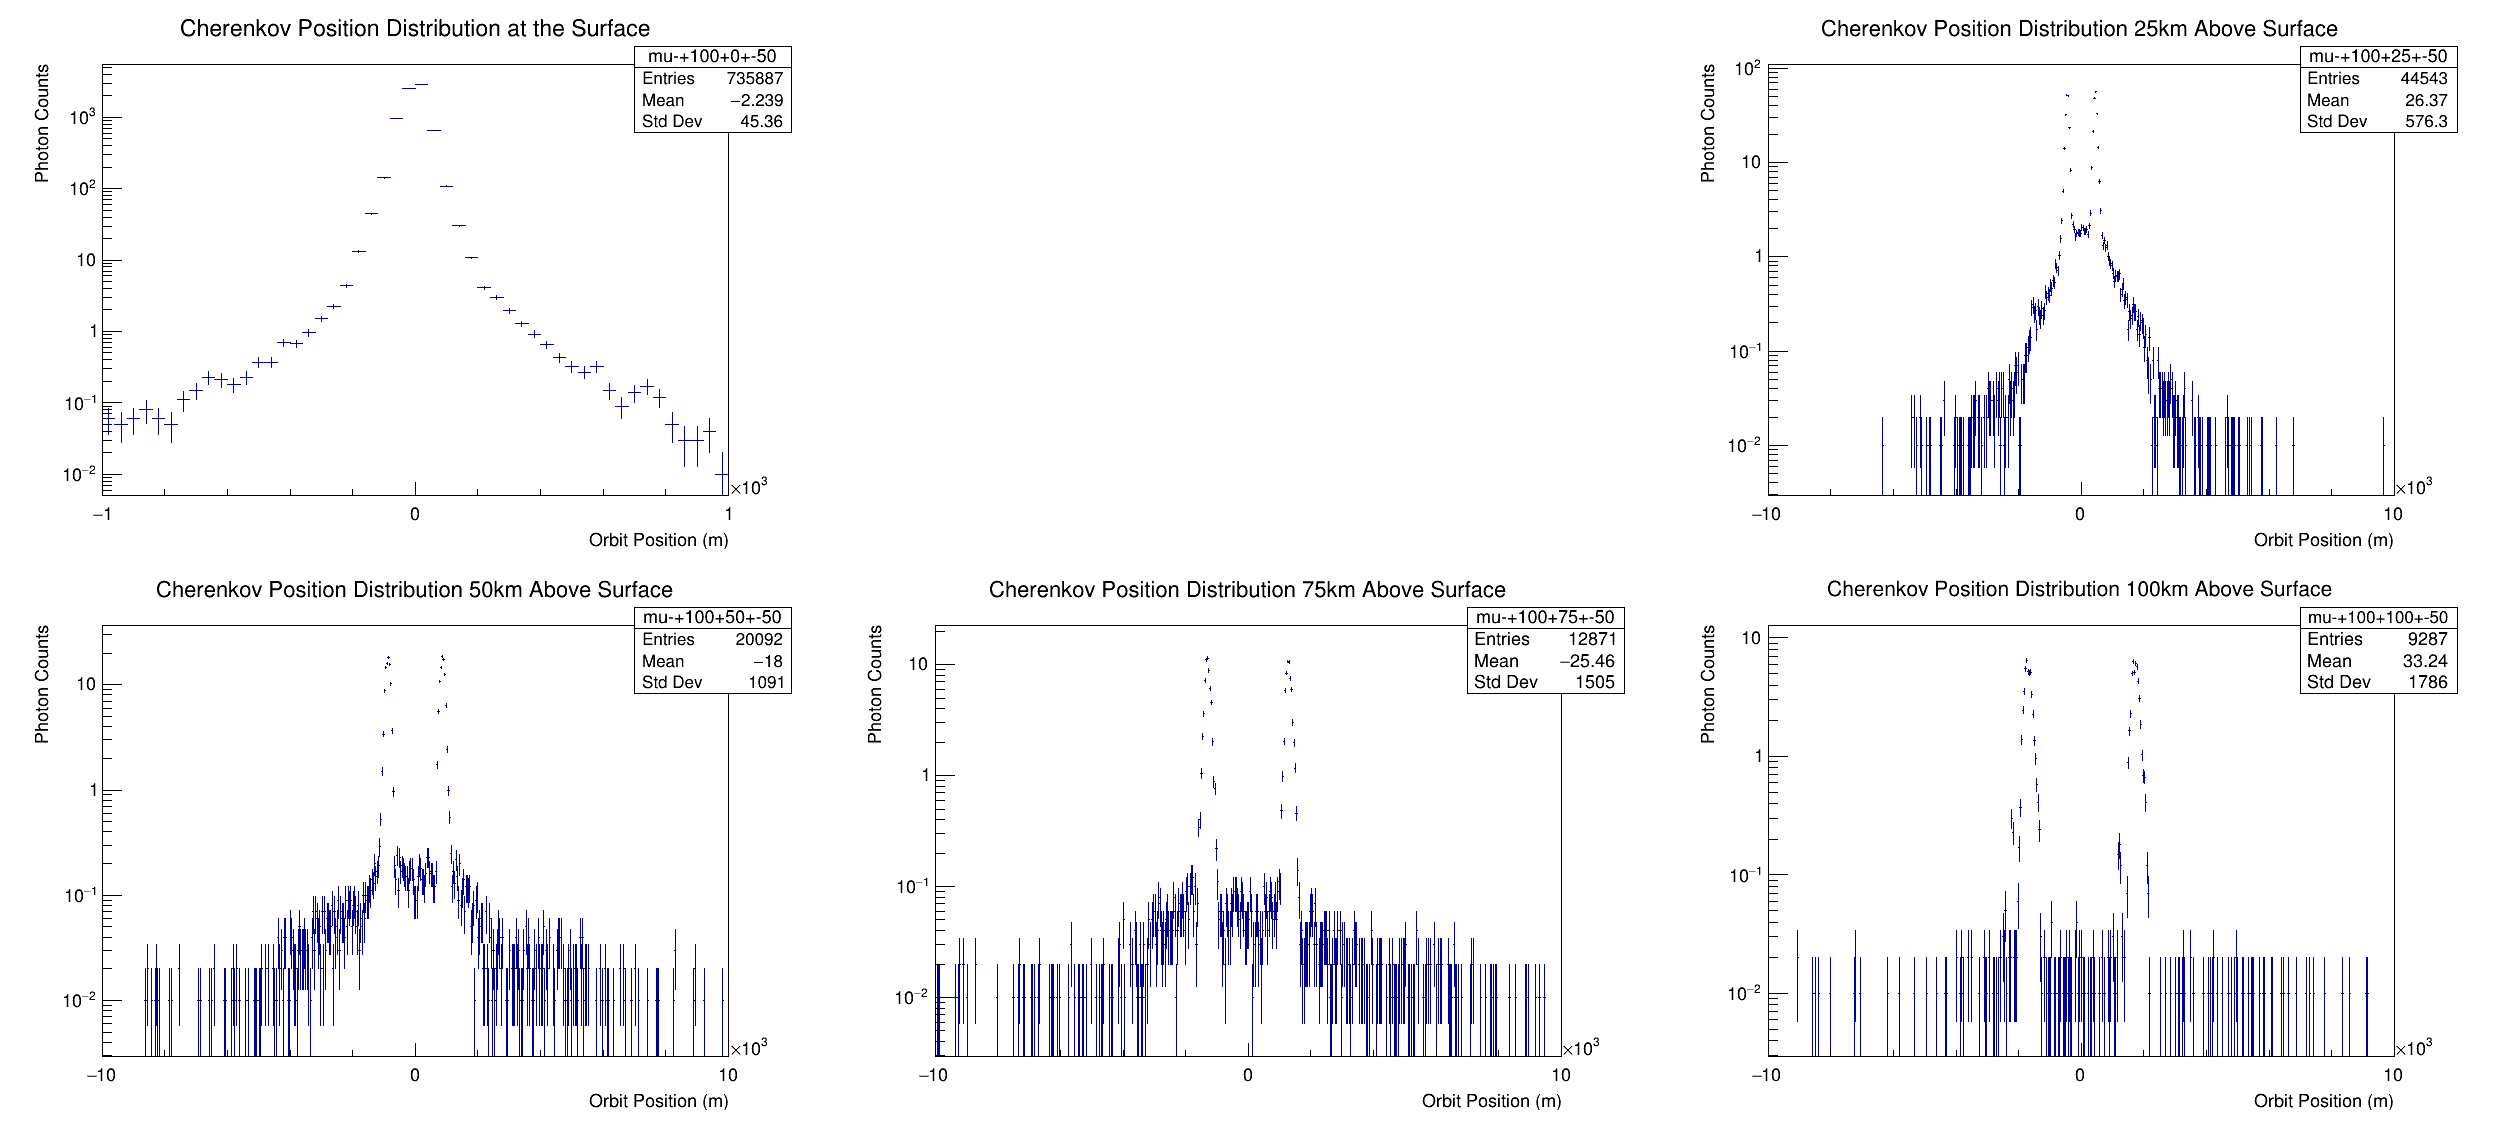 Cherenkov Position Distribution at the Surface
mu-+100+0+-50
Entries 735887
Mean −2.239
Std Dev 45.36
Photon Counts
10³
10²
10
1
10⁻¹
10⁻²
−1 0 1
×10³
Orbit Position (m)
Cherenkov Position Distribution 25km Above Surface
mu-+100+25+-50
Entries 44543
Mean 26.37
Std Dev 576.3
Photon Counts
10²
10
1
10⁻¹
10⁻²
−10 0 10
×10³
Orbit Position (m)
Cherenkov Position Distribution 50km Above Surface
mu-+100+50+-50
Entries 20092
Mean −18
Std Dev 1091
Photon Counts
10
1
10⁻¹
10⁻²
−10 0 10
×10³
Orbit Position (m)
Cherenkov Position Distribution 75km Above Surface
mu-+100+75+-50
Entries 12871
Mean −25.46
Std Dev 1505
Photon Counts
10
1
10⁻¹
10⁻²
−10 0 10
×10³
Orbit Position (m)
Cherenkov Position Distribution 100km Above Surface
mu-+100+100+-50
Entries 9287
Mean 33.24
Std Dev 1786
Photon Counts
10
1
10⁻¹
10⁻²
−10 0 10
×10³
Orbit Position (m)